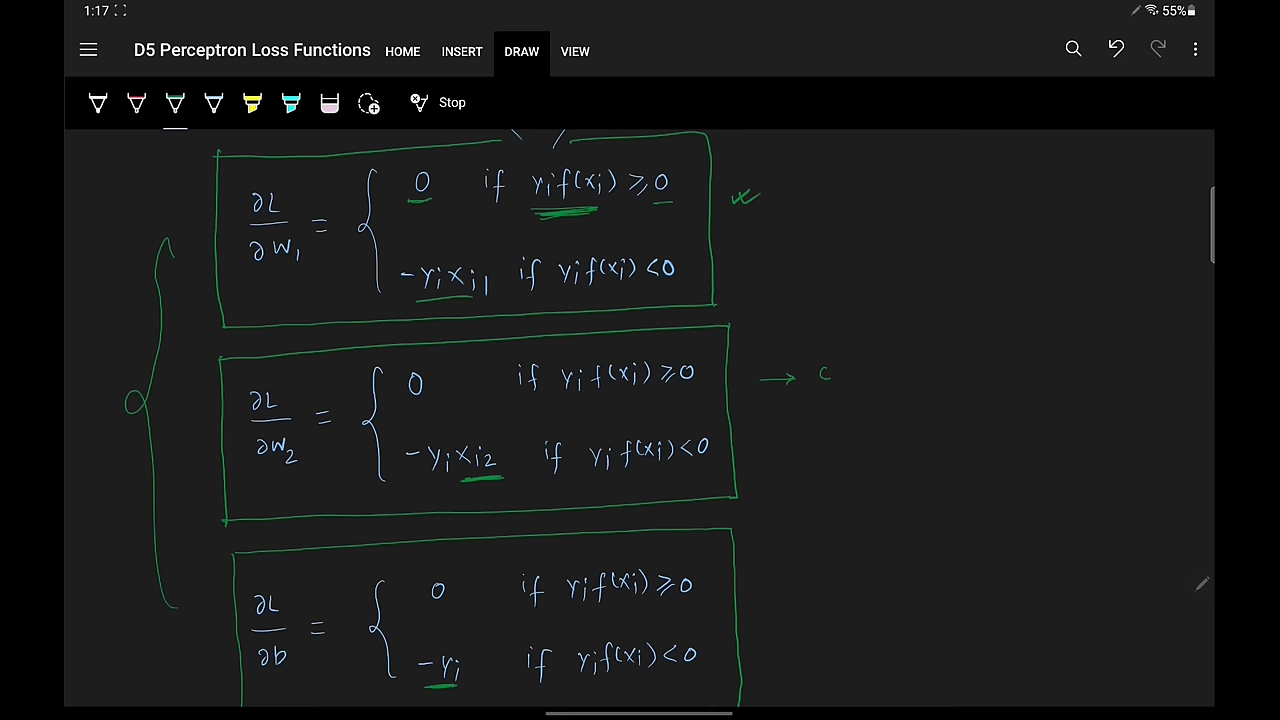 1:17 55%
D5 Perceptron Loss Functions HOME INSERT DRAW VIEW
Stop
∂L/∂w₁ = { 0 if yᵢf(xᵢ) ⩾ 0
-yᵢxᵢ₁ if yᵢf(xᵢ) < 0
∂L/∂w₂ = { 0 if yᵢf(xᵢ) ⩾ 0 → c
-yᵢxᵢ₂ if yᵢf(xᵢ) < 0
∂L/∂b = { 0 if yᵢf(xᵢ) ⩾ 0
-yᵢ if yᵢf(xᵢ) < 0